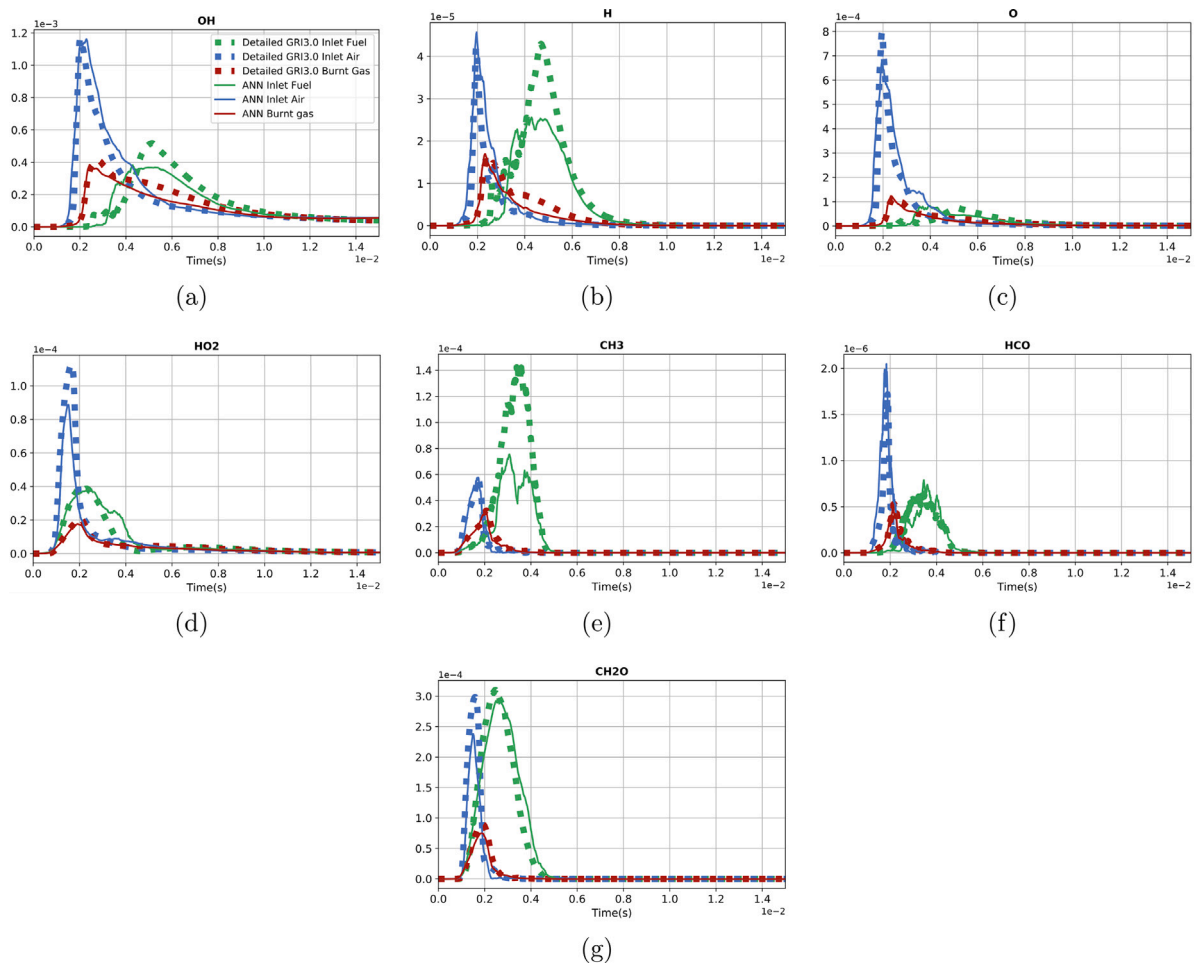 OH
1e−3
1.2
1.0
0.8
0.6
0.4
0.2
0.0
Detailed GRI3.0 Inlet Fuel
Detailed GRI3.0 Inlet Air
Detailed GRI3.0 Burnt Gas
ANN Inlet Fuel
ANN Inlet Air
ANN Burnt gas
0.0 0.2 0.4 0.6 0.8 1.0 1.2 1.4
Time(s)
1e−2
(a)
H
1e−5
4
3
2
1
0
0.0 0.2 0.4 0.6 0.8 1.0 1.2 1.4
Time(s)
1e−2
(b)
O
1e−4
8
6
4
2
0
0.0 0.2 0.4 0.6 0.8 1.0 1.2 1.4
Time(s)
1e−2
(c)
HO2
1e−4
1.0
0.8
0.6
0.4
0.2
0.0
0.0 0.2 0.4 0.6 0.8 1.0 1.2 1.4
Time(s)
1e−2
(d)
CH3
1e−4
1.4
1.2
1.0
0.8
0.6
0.4
0.2
0.0
0.0 0.2 0.4 0.6 0.8 1.0 1.2 1.4
Time(s)
1e−2
(e)
HCO
1e−6
2.0
1.5
1.0
0.5
0.0
0.0 0.2 0.4 0.6 0.8 1.0 1.2 1.4
Time(s)
1e−2
(f)
CH2O
1e−4
3.0
2.5
2.0
1.5
1.0
0.5
0.0
0.0 0.2 0.4 0.6 0.8 1.0 1.2 1.4
Time(s)
1e−2
(g)